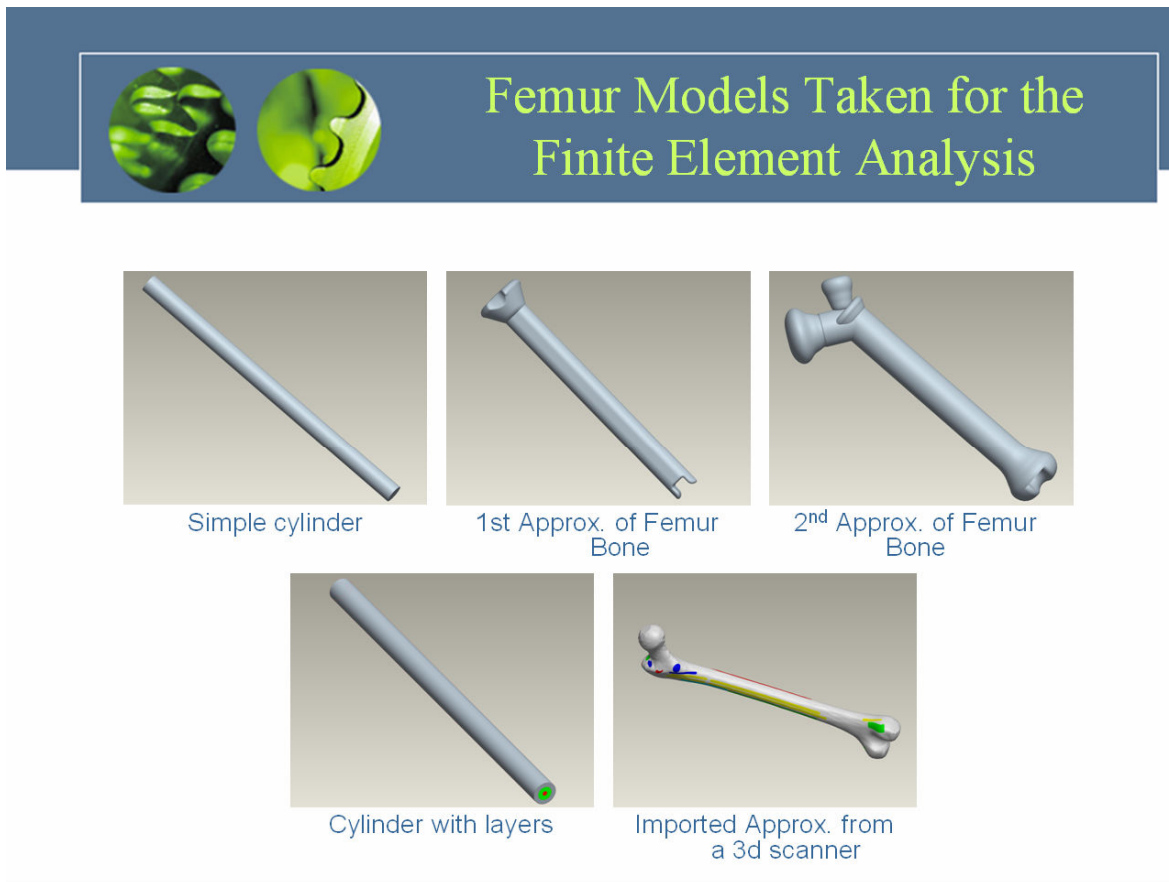 Femur Models Taken for the
Finite Element Analysis
Simple cylinder
1st Approx. of Femur
Bone
2nd Approx. of Femur
Bone
Cylinder with layers
Imported Approx. from
a 3d scanner